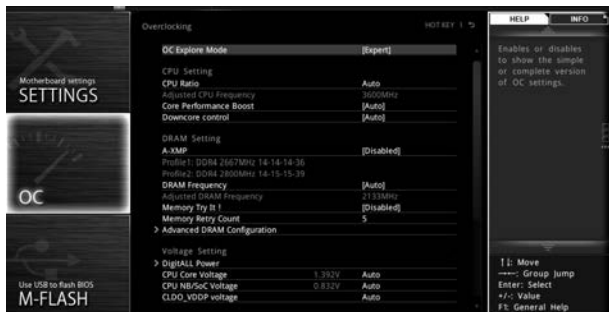 Motherboard settings
SETTINGS
OC
Use USB to flash BIOS
M-FLASH
Overclocking
HOT KEY
OC Explore Mode [Expert]
CPU Setting
CPU Ratio Auto
Adjusted CPU Frequency 3600MHz
Core Performance Boost [Auto]
Downcore control [Auto]
DRAM Setting
A-XMP [Disabled]
Profile1: DDR4 2667MHz 14-14-14-36
Profile2: DDR4 2800MHz 14-15-15-39
DRAM Frequency [Auto]
Adjusted DRAM Frequency 2133MHz
Memory Try It ! [Disabled]
Memory Retry Count 5
> Advanced DRAM Configuration
Voltage Setting
> DigitALL Power
CPU Core Voltage 1.392V Auto
CPU NB/SoC Voltage 0.832V Auto
CLDO_VDDP voltage Auto
HELP INFO
Enables or disables
to show the simple
or complete version
of OC settings.
↑↓: Move
→←: Group Jump
Enter: Select
+/-: Value
F1: General Help